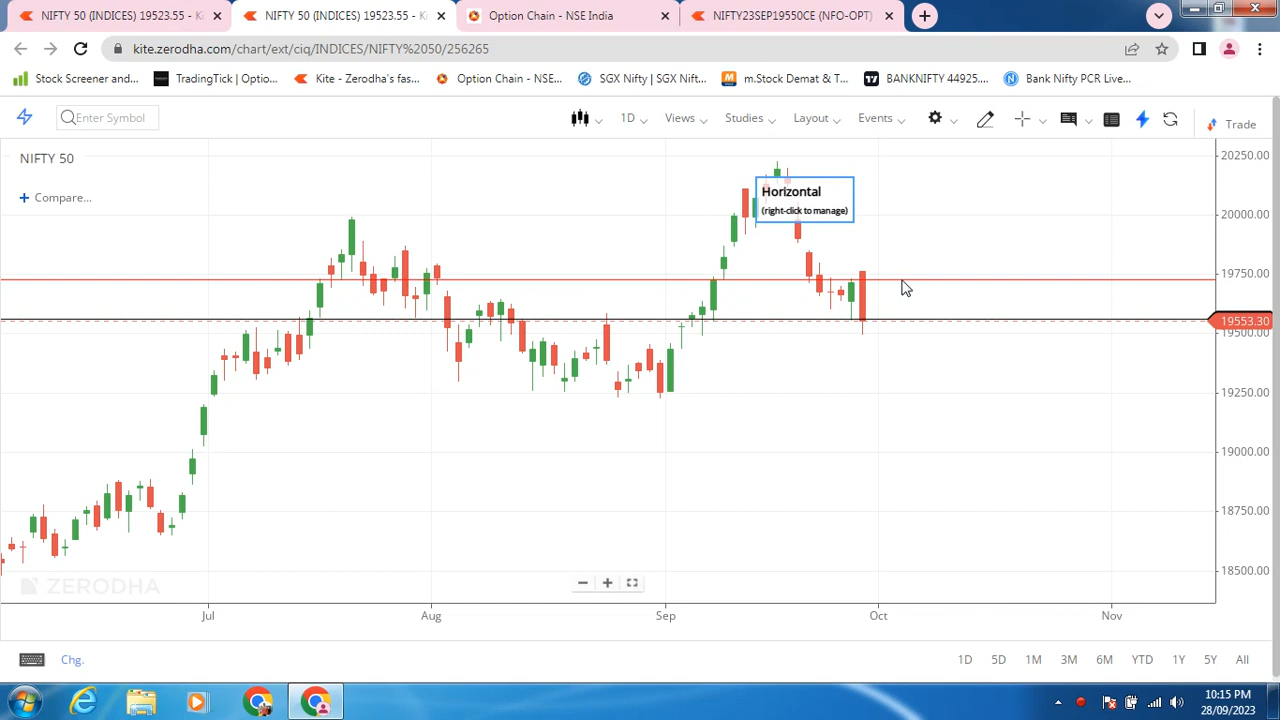 NIFTY 50 (INDICES) 19523.55 - Ki
NIFTY 50 (INDICES) 19523.55 - Ki
Option Chain - NSE India
NIFTY23SEP19550CE (NFO-OPT)
kite.zerodha.com/chart/ext/ciq/INDICES/NIFTY%2050/256265
Stock Screener and...
TradingTick | Optio...
Kite - Zerodha's fas...
Option Chain - NSE...
SGX Nifty | SGX Nift...
m.Stock Demat & T...
BANKNIFTY 44925....
Bank Nifty PCR Live...
Enter Symbol
1D
Views
Studies
Layout
Events
Trade
NIFTY 50
Compare...
Horizontal
(right-click to manage)
20250.00
20000.00
19750.00
19553.30
19500.00
19250.00
19000.00
18750.00
18500.00
ZERODHA
Jul
Aug
Sep
Oct
Nov
Chg.
1D
5D
1M
3M
6M
YTD
1Y
5Y
All
10:15 PM
28/09/2023